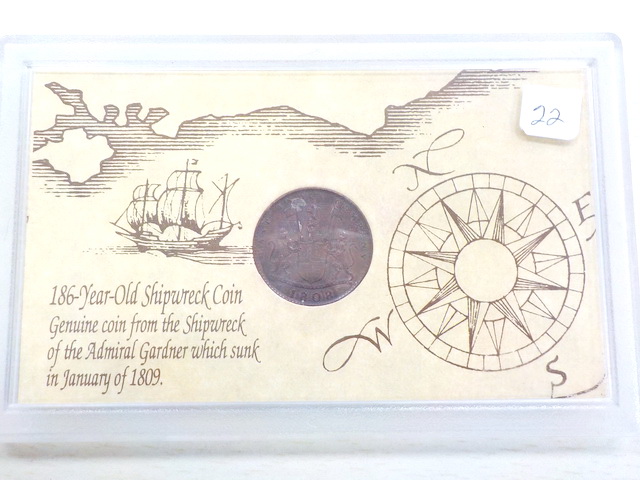 22
N
E
186-Year-Old Shipwreck Coin
Genuine coin from the Shipwreck
of the Admiral Gardner which sunk
in January of 1809.
1808
W
S